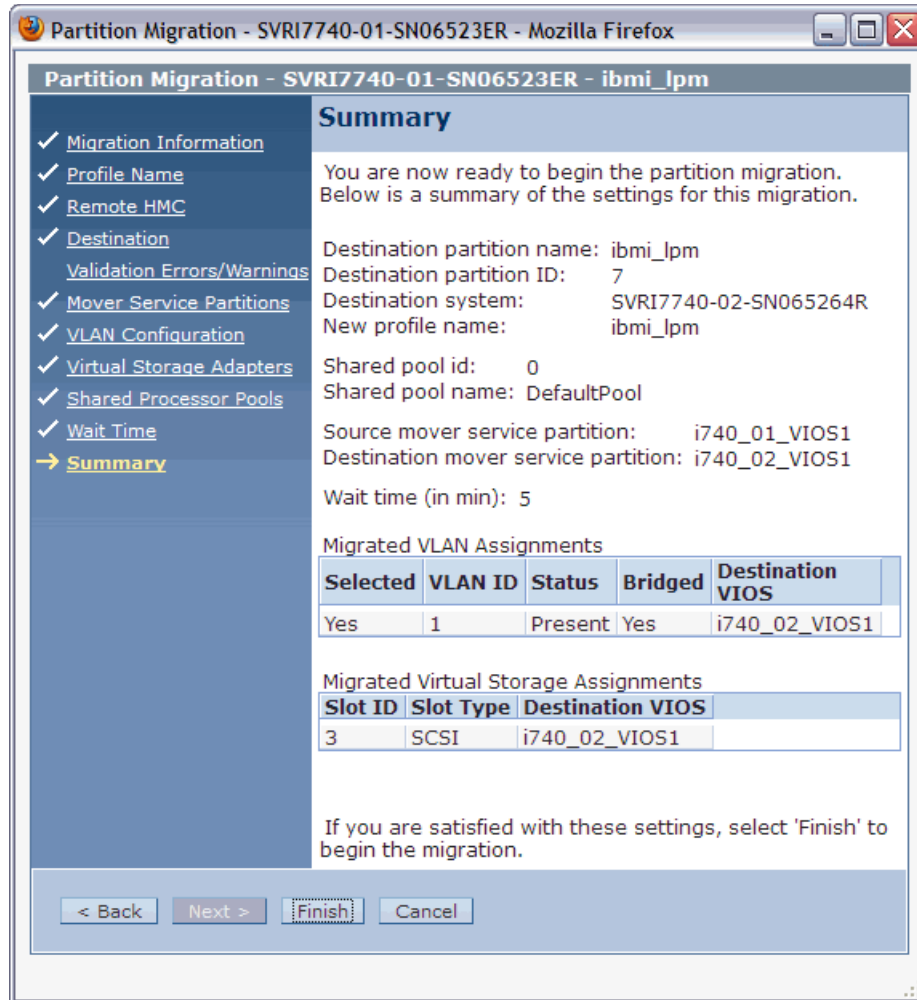 Partition Migration - SVRI7740-01-SN06523ER - Mozilla Firefox
Partition Migration - SVRI7740-01-SN06523ER - ibmi_lpm
Migration Information
Profile Name
Remote HMC
Destination
Validation Errors/Warnings
Mover Service Partitions
VLAN Configuration
Virtual Storage Adapters
Shared Processor Pools
Wait Time
Summary
Summary
You are now ready to begin the partition migration.
Below is a summary of the settings for this migration.
Destination partition name: ibmi_lpm
Destination partition ID: 7
Destination system: SVRI7740-02-SN065264R
New profile name: ibmi_lpm
Shared pool id: 0
Shared pool name: DefaultPool
Source mover service partition: i740_01_VIOS1
Destination mover service partition: i740_02_VIOS1
Wait time (in min): 5
Migrated VLAN Assignments
Selected VLAN ID Status Bridged Destination VIOS
Yes 1 Present Yes i740_02_VIOS1
Migrated Virtual Storage Assignments
Slot ID Slot Type Destination VIOS
3 SCSI i740_02_VIOS1
If you are satisfied with these settings, select 'Finish' to
begin the migration.
< Back Next > Finish Cancel